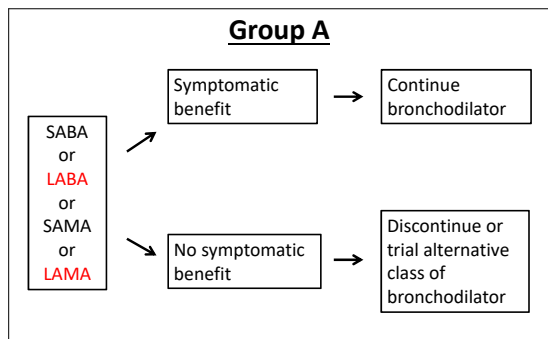 Group A
SABA
or
LABA
or
SAMA
or
LAMA
Symptomatic
benefit
Continue
bronchodilator
No symptomatic
benefit
Discontinue or
trial alternative
class of
bronchodilator